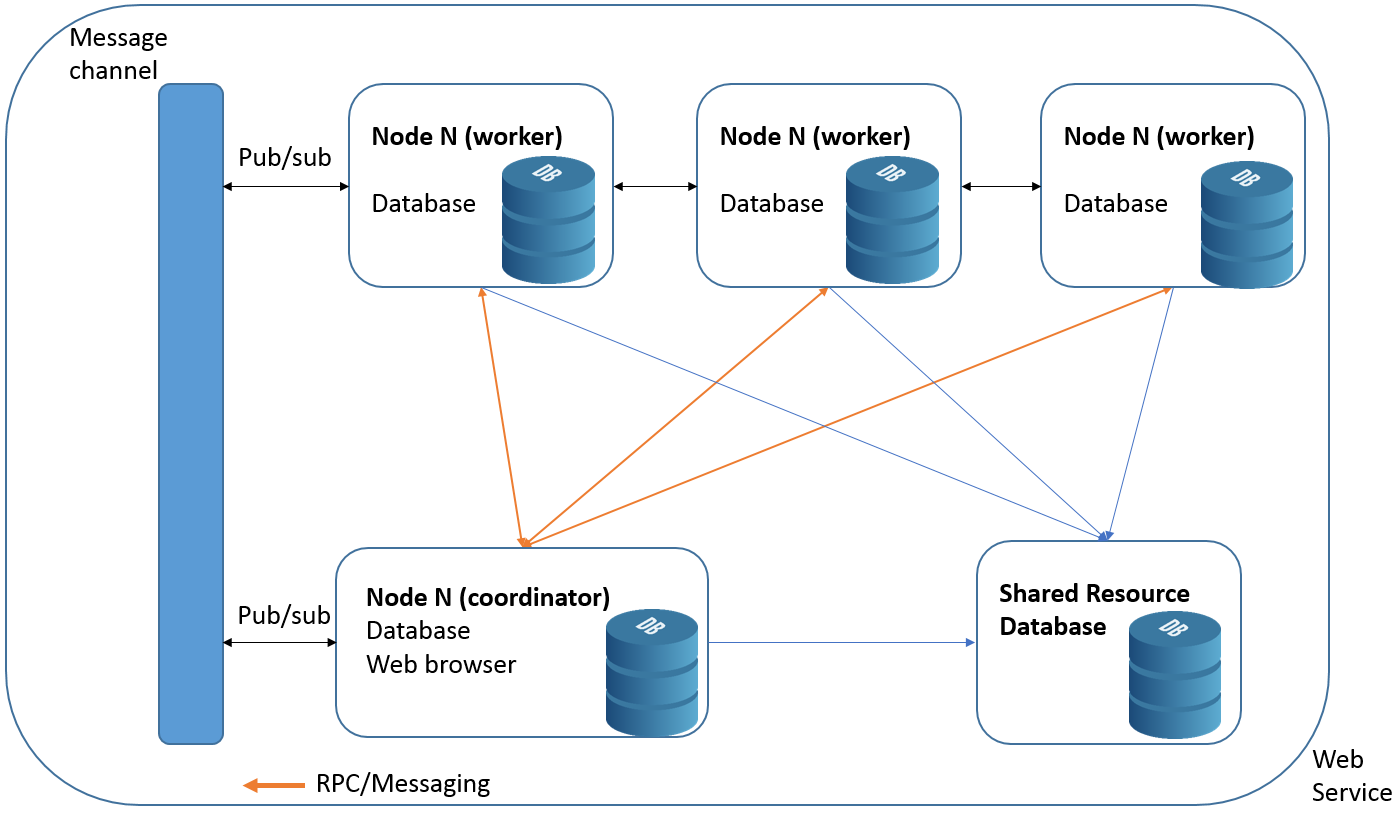 Message
channel
Pub/sub
Node N (worker)
DB
Database
Node N (worker)
DB
Database
Node N (worker)
DB
Database
Pub/sub
Node N (coordinator)
Database
Web browser
DB
Shared Resource
Database
DB
RPC/Messaging
Web
Service